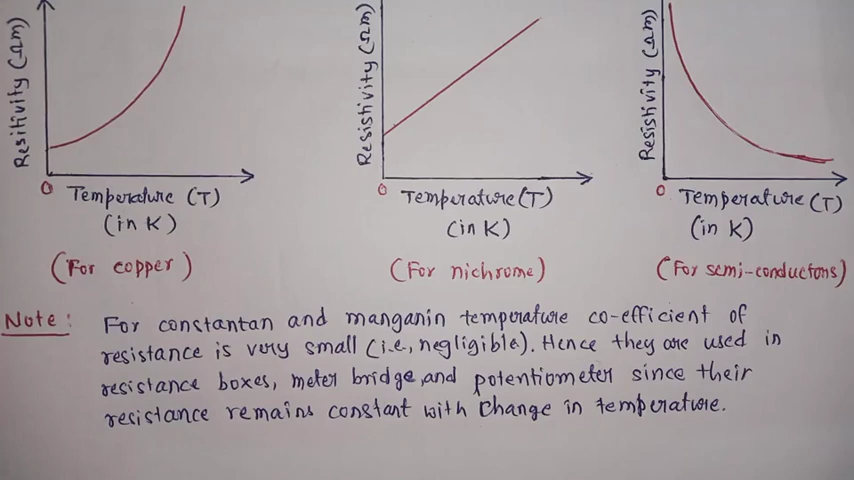 Resitivity (Ωm)
0
Temperature (T)
(in K)
(For copper)
Resistivity (Ωm)
0
Temperature (T)
(in K)
(For nichrome)
Resistivity (Ωm)
0
Temperature (T)
(in K)
(For semi-conductors)
Note: For constantan and manganin temperature co-efficient of
resistance is very small (i.e., negligible). Hence they are used in
resistance boxes, meter bridge and potentiometer since their
resistance remains constant with change in temperature.